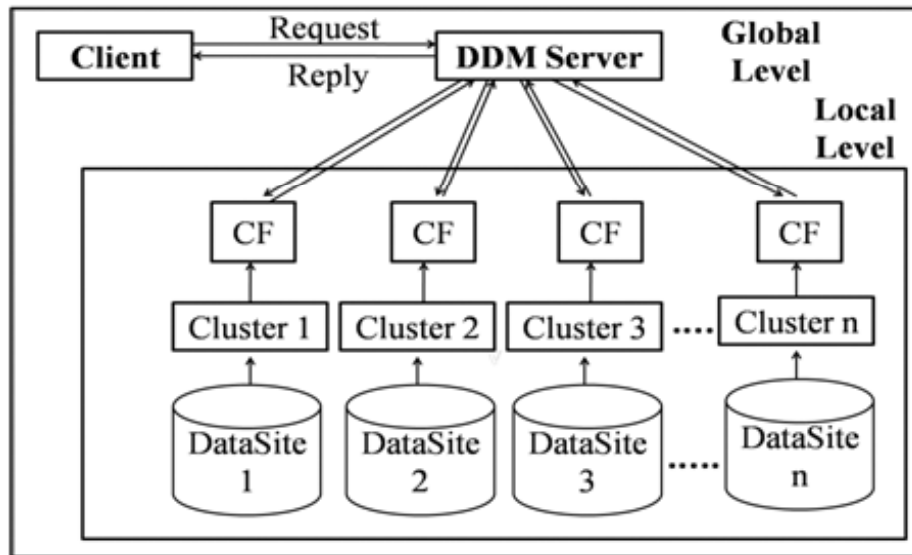 Client
Request
Reply
DDM Server
Global
Level
Local
Level
CF
CF
CF
CF
Cluster 1
Cluster 2
Cluster 3
....
Cluster n
DataSite
1
DataSite
2
DataSite
3
.....
DataSite
n